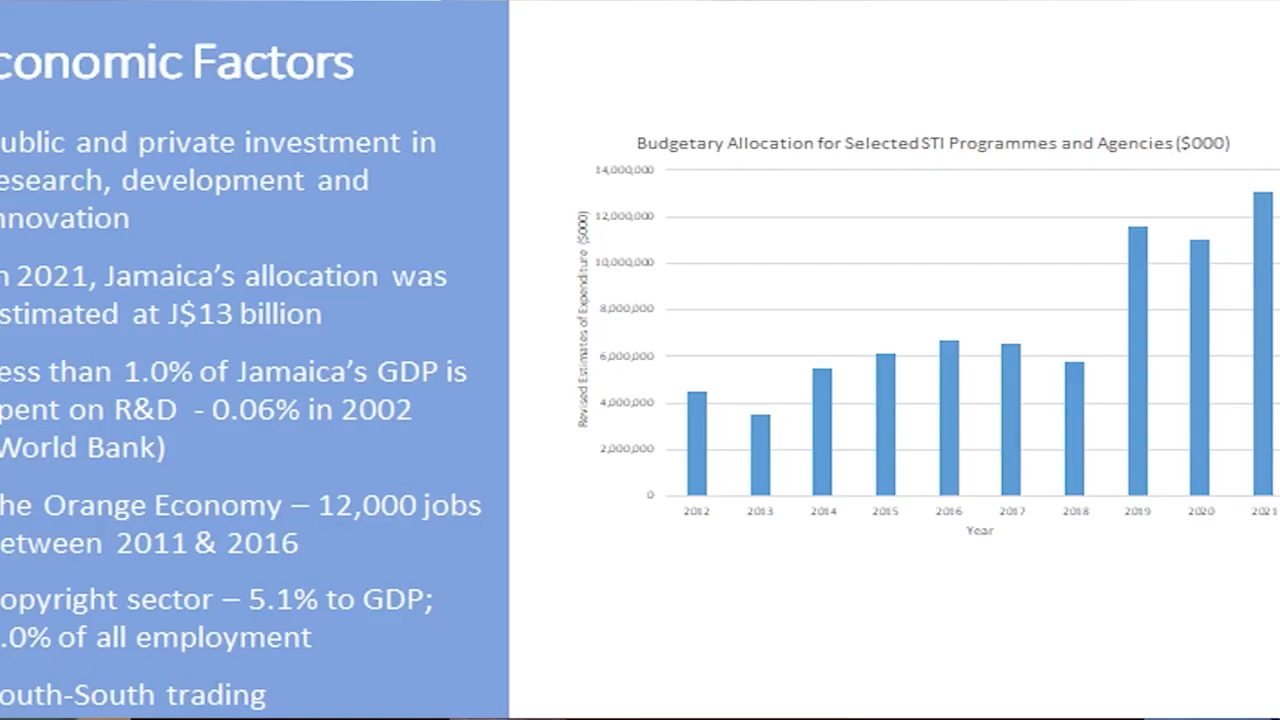 conomic Factors
ublic and private investment in
esearch, development and
nnovation
n 2021, Jamaica's allocation was
stimated at J$13 billion
ess than 1.0% of Jamaica's GDP is
pent on R&D - 0.06% in 2002
World Bank)
he Orange Economy – 12,000 jobs
etween 2011 & 2016
opyright sector – 5.1% to GDP;
.0% of all employment
outh-South trading
Budgetary Allocation for Selected STI Programmes and Agencies ($000)
Revised Estimates of Expenditure ($000)
14,000,000
12,000,000
10,000,000
8,000,000
6,000,000
4,000,000
2,000,000
0
2012 2013 2014 2015 2016 2017 2018 2019 2020 2021
Year